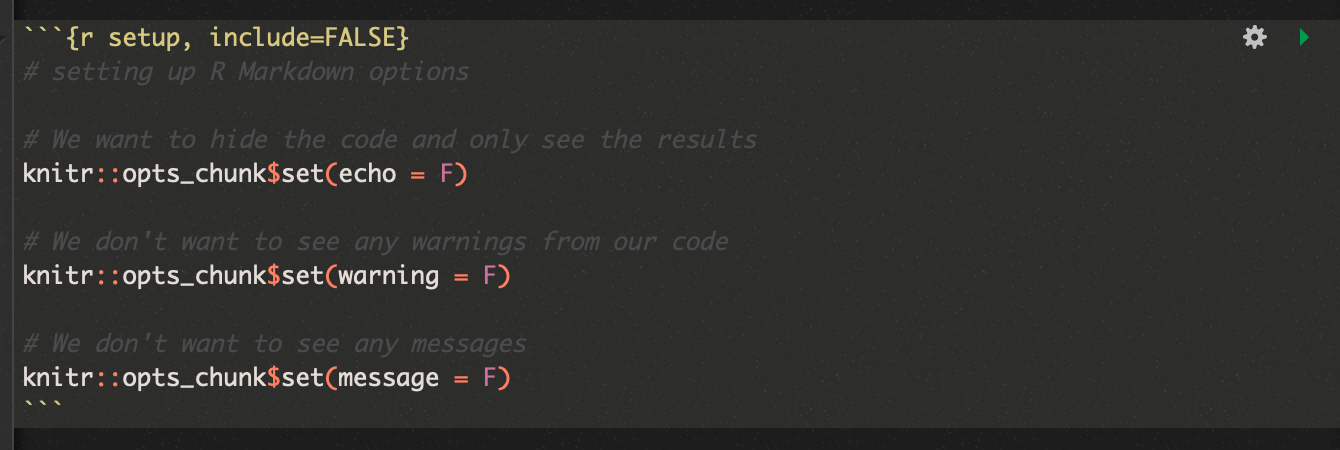 ```{r setup, include=FALSE}
# setting up R Markdown options
# We want to hide the code and only see the results
knitr::opts_chunk$set(echo = F)
# We don't want to see any warnings from our code
knitr::opts_chunk$set(warning = F)
# We don't want to see any messages
knitr::opts_chunk$set(message = F)
```